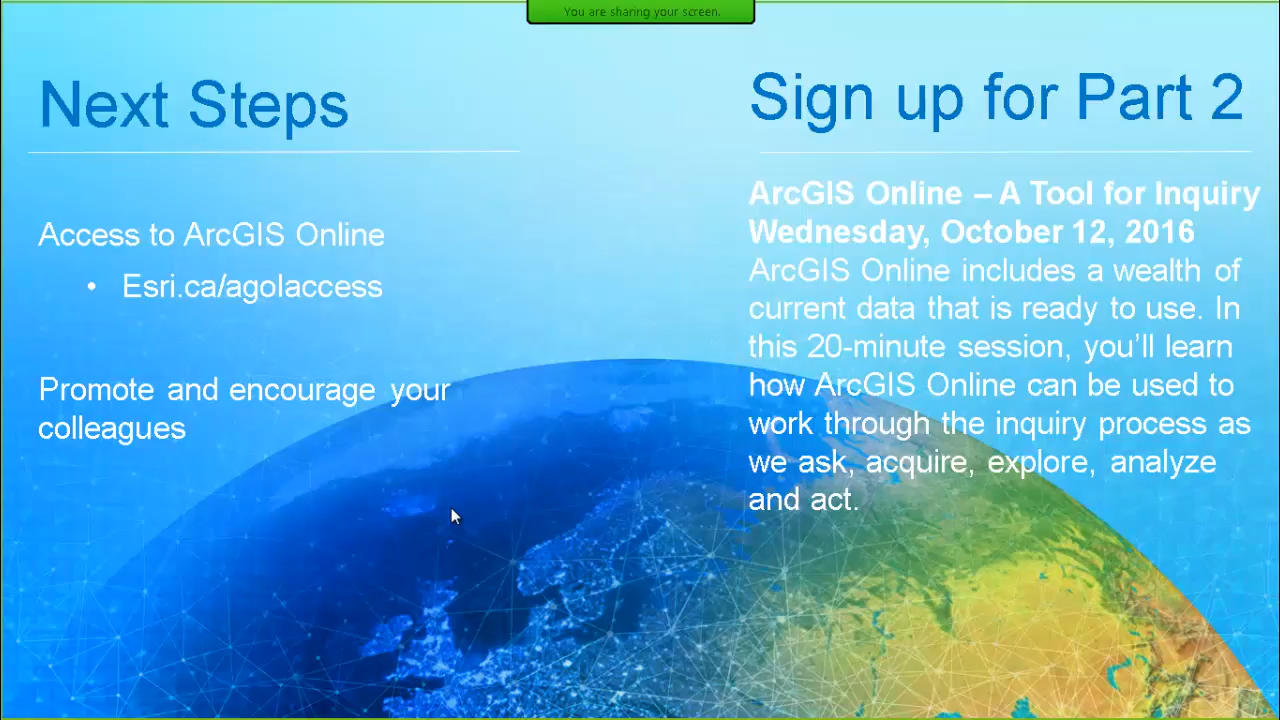 You are sharing your screen.
Next Steps
Access to ArcGIS Online
• Esri.ca/agolaccess
Promote and encourage your
colleagues
Sign up for Part 2
ArcGIS Online – A Tool for Inquiry
Wednesday, October 12, 2016
ArcGIS Online includes a wealth of
current data that is ready to use. In
this 20-minute session, you’ll learn
how ArcGIS Online can be used to
work through the inquiry process as
we ask, acquire, explore, analyze
and act.